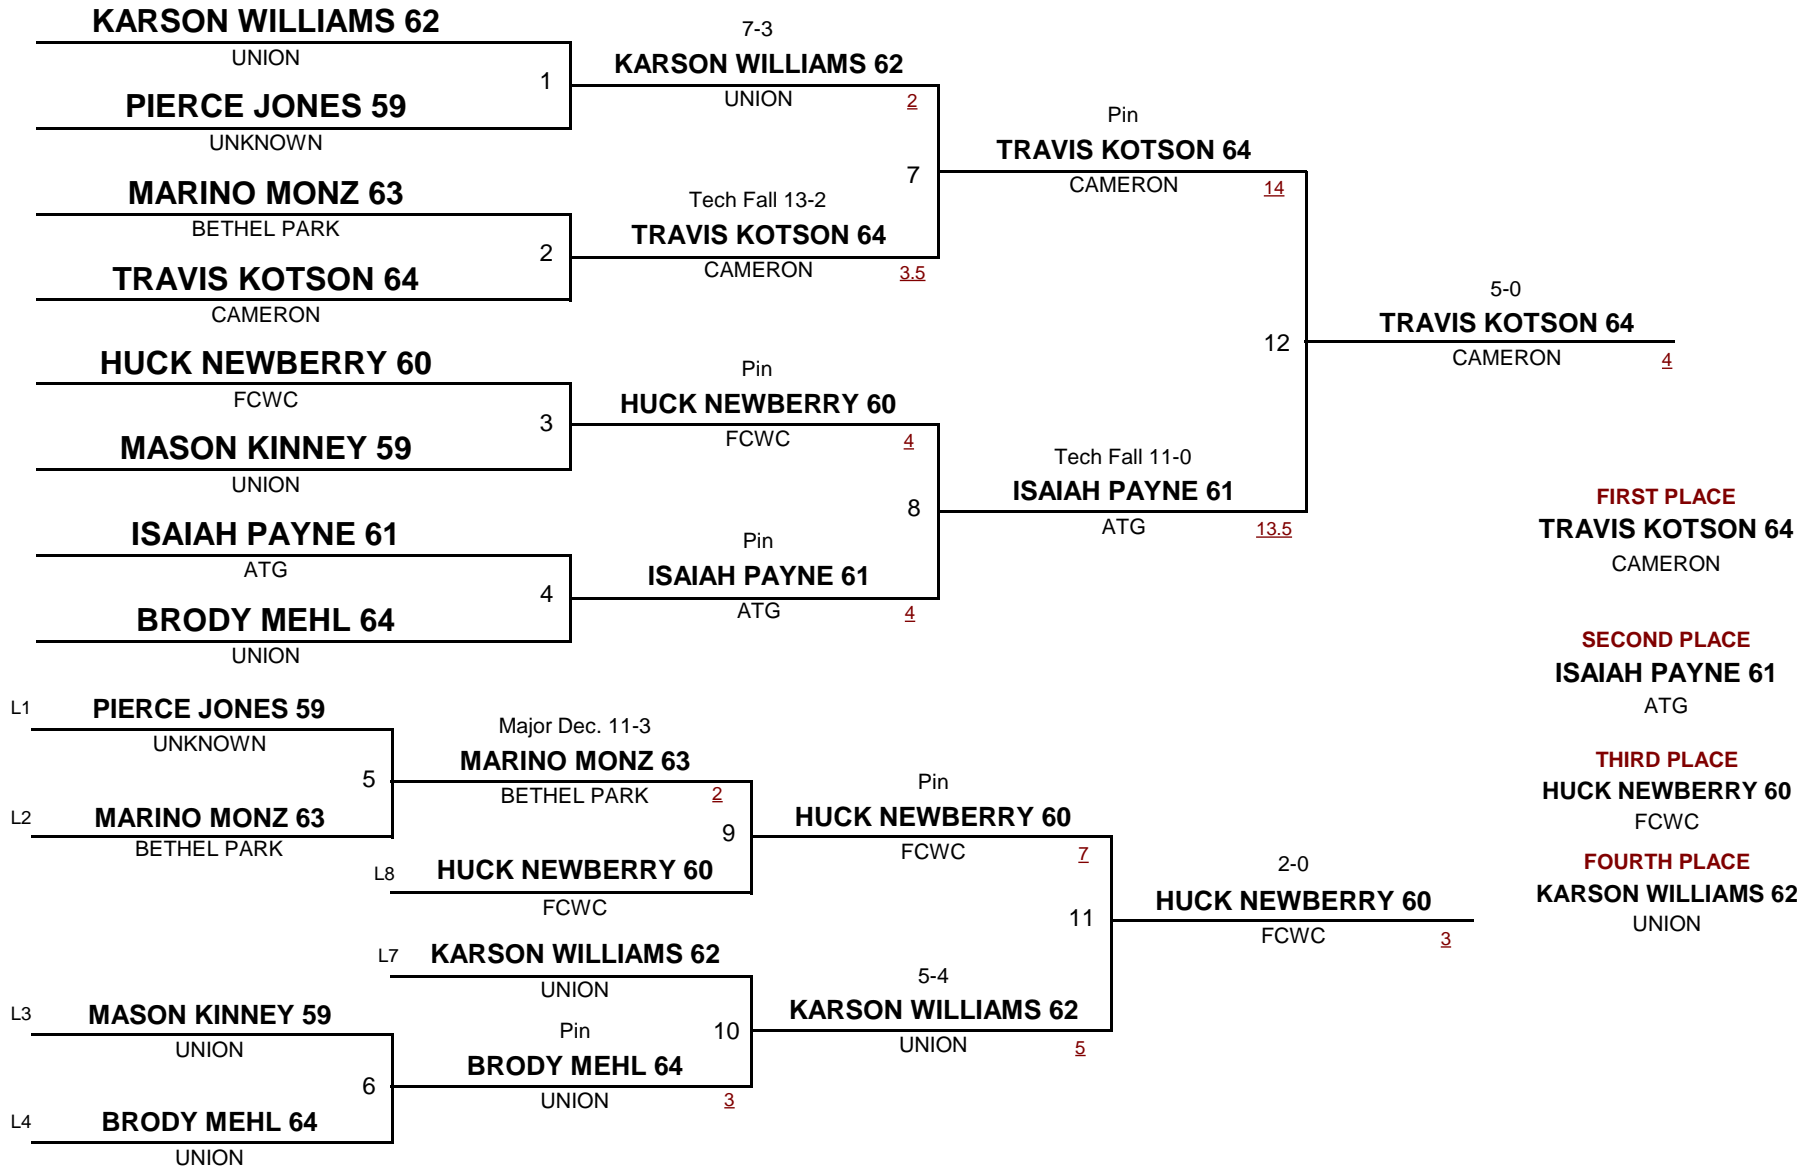 KARSON WILLIAMS 62
UNION
1
PIERCE JONES 59
UNKNOWN
MARINO MONZ 63
BETHEL PARK
2
TRAVIS KOTSON 64
CAMERON
HUCK NEWBERRY 60
FCWC
3
MASON KINNEY 59
UNION
ISAIAH PAYNE 61
ATG
4
BRODY MEHL 64
UNION
7-3
KARSON WILLIAMS 62
UNION 2
7
Tech Fall 13-2
TRAVIS KOTSON 64
CAMERON 3.5
Pin
HUCK NEWBERRY 60
FCWC 4
8
Pin
ISAIAH PAYNE 61
ATG 4
Pin
TRAVIS KOTSON 64
CAMERON 14
12
Tech Fall 11-0
ISAIAH PAYNE 61
ATG 13.5
5-0
TRAVIS KOTSON 64
CAMERON 4
FIRST PLACE
TRAVIS KOTSON 64
CAMERON
SECOND PLACE
ISAIAH PAYNE 61
ATG
THIRD PLACE
HUCK NEWBERRY 60
FCWC
FOURTH PLACE
KARSON WILLIAMS 62
UNION
L1 PIERCE JONES 59
UNKNOWN
5
L2 MARINO MONZ 63
BETHEL PARK
L3 MASON KINNEY 59
UNION
6
L4 BRODY MEHL 64
UNION
Major Dec. 11-3
MARINO MONZ 63
BETHEL PARK 2
9
L8 HUCK NEWBERRY 60
FCWC
L7 KARSON WILLIAMS 62
UNION
10
Pin
BRODY MEHL 64
UNION 3
Pin
HUCK NEWBERRY 60
FCWC 7
11
5-4
KARSON WILLIAMS 62
UNION 5
2-0
HUCK NEWBERRY 60
FCWC 3